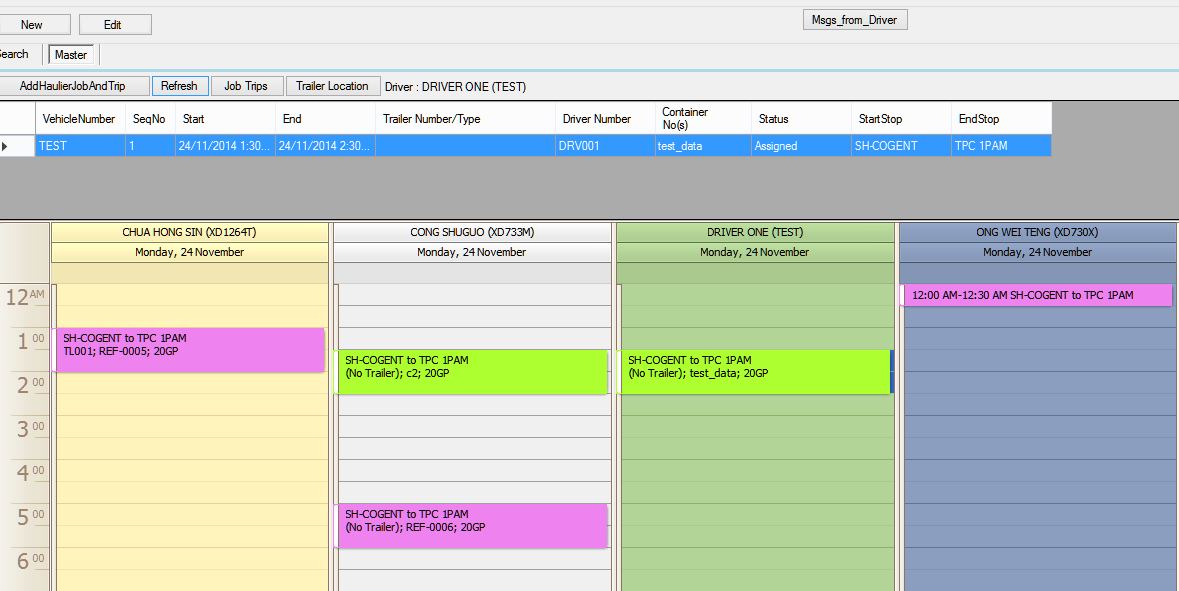 New Edit Msgs_from_Driver
Search Master
AddHaulierJobAndTrip Refresh Job Trips Trailer Location Driver : DRIVER ONE (TEST)
VehicleNumber SeqNo Start End Trailer Number/Type Driver Number Container No(s) Status StartStop EndStop
TEST 1 24/11/2014 1:30... 24/11/2014 2:30... DRV001 test_data Assigned SH-COGENT TPC 1PAM
CHUA HONG SIN (XD1264T) CONG SHUGUO (XD733M) DRIVER ONE (TEST) ONG WEI TENG (XD730X)
Monday, 24 November Monday, 24 November Monday, 24 November Monday, 24 November
12 AM 12:00 AM-12:30 AM SH-COGENT to TPC 1PAM
1 00 SH-COGENT to TPC 1PAM
TL001; REF-0005; 20GP
SH-COGENT to TPC 1PAM SH-COGENT to TPC 1PAM
(No Trailer); c2; 20GP (No Trailer); test_data; 20GP
2 00
3 00
4 00
5 00 SH-COGENT to TPC 1PAM
(No Trailer); REF-0006; 20GP
6 00